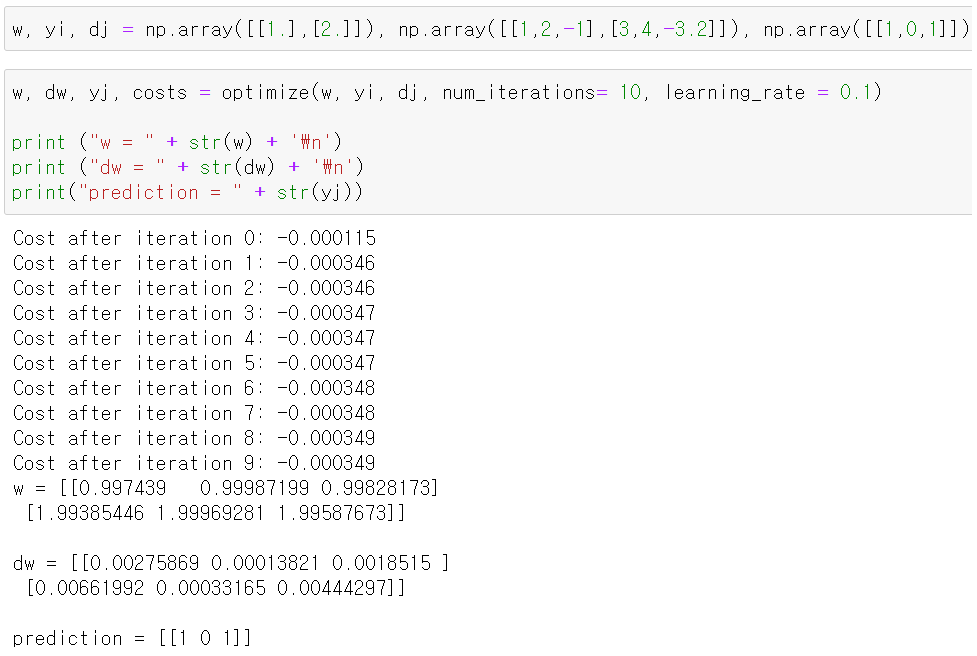 w, yi, dj = np.array([[1.],[2.]]), np.array([[1,2,-1],[3,4,-3.2]]), np.array([[1,0,1]])
w, dw, yj, costs = optimize(w, yi, dj, num_iterations= 10, learning_rate = 0.1)
print ("w = " + str(w) + '₩n')
print ("dw = " + str(dw) + '₩n')
print("prediction = " + str(yj))
Cost after iteration 0: -0.000115
Cost after iteration 1: -0.000346
Cost after iteration 2: -0.000346
Cost after iteration 3: -0.000347
Cost after iteration 4: -0.000347
Cost after iteration 5: -0.000347
Cost after iteration 6: -0.000348
Cost after iteration 7: -0.000348
Cost after iteration 8: -0.000349
Cost after iteration 9: -0.000349
w = [[0.997439   0.99987199 0.99828173]
 [1.99385446 1.99969281 1.99587673]]
dw = [[0.00275869 0.00013821 0.0018515 ]
 [0.00661992 0.00033165 0.00444297]]
prediction = [[1 0 1]]